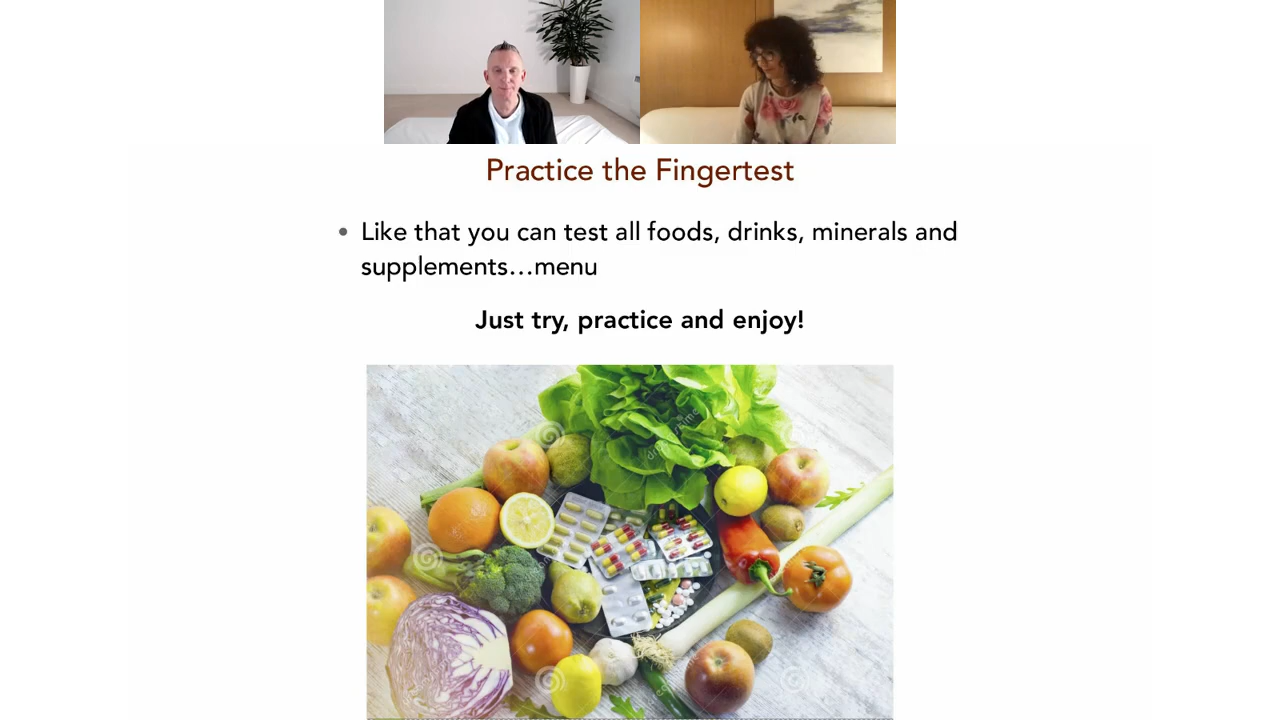 Practice the Fingertest
• Like that you can test all foods, drinks, minerals and
supplements...menu
Just try, practice and enjoy!